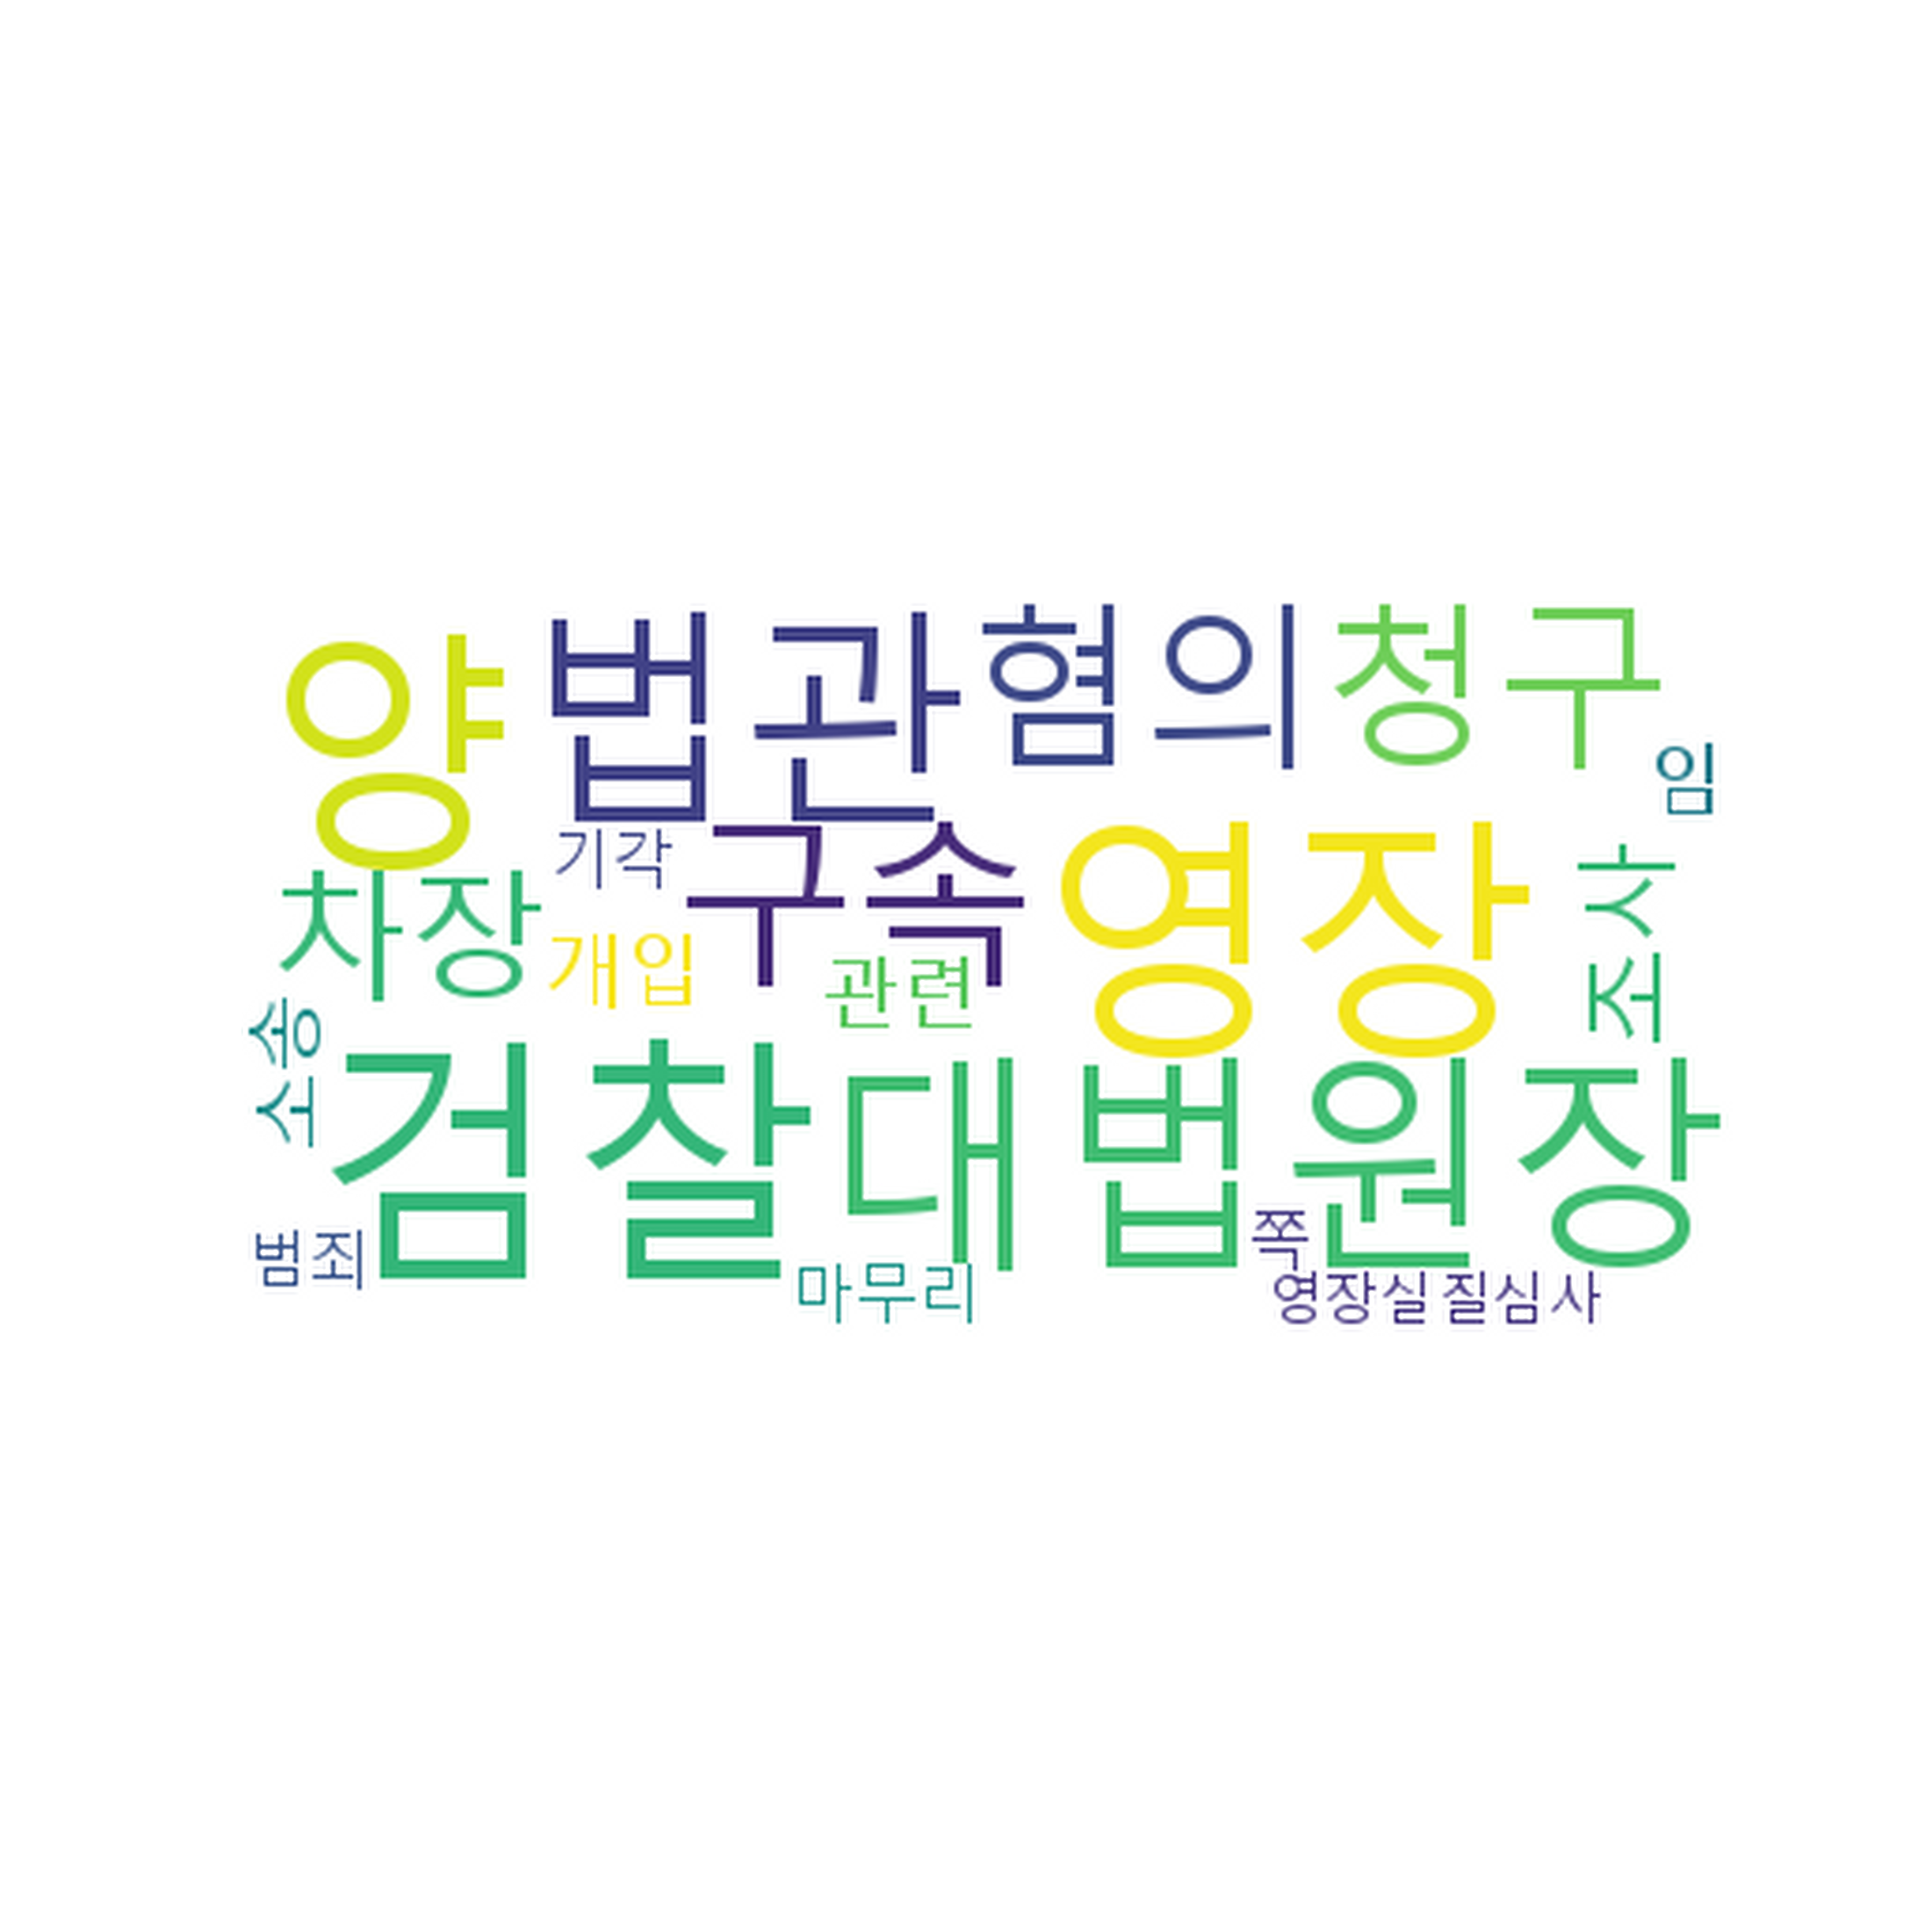 양
법관
혐의
청구
임
기각
구속
영장
조사
차장
개입
관련
소송
검찰
대
법원장
범죄
쪽
마무리
영장실질심사